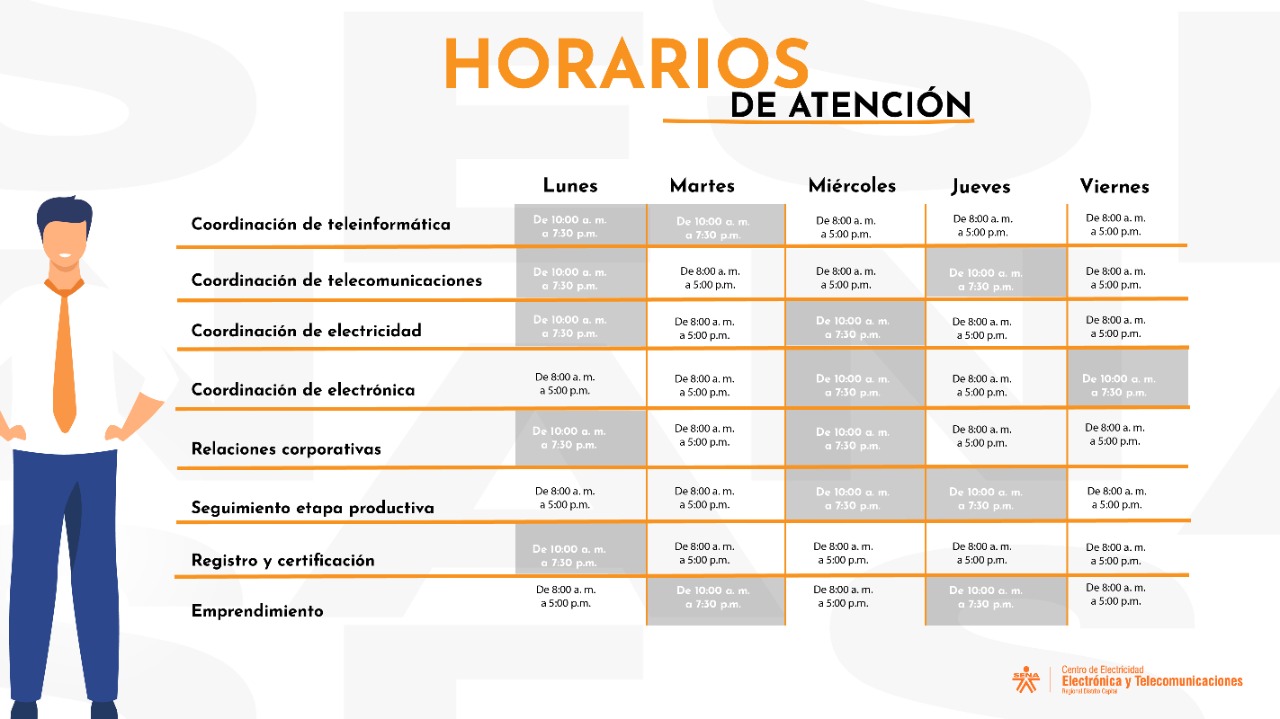 HORARIOS
DE ATENCIÓN
Lunes Martes Miércoles Jueves Viernes
Coordinación de teleinformática
De 10:00 a. m. De 10:00 a. m. De 8:00 a. m. De 8:00 a. m. De 8:00 a. m.
a 7:30 p.m. a 7:30 p.m. a 5:00 p.m. a 5:00 p.m. a 5:00 p.m.
Coordinación de telecomunicaciones
De 10:00 a. m. De 8:00 a. m. De 8:00 a. m. De 10:00 a. m. De 8:00 a. m.
a 7:30 p.m. a 5:00 p.m. a 5:00 p.m. a 7:30 p.m. a 5:00 p.m.
Coordinación de electricidad
De 10:00 a. m. De 8:00 a. m. De 10:00 a. m. De 8:00 a. m. De 8:00 a. m.
a 7:30 p.m. a 5:00 p.m. a 7:30 p.m. a 5:00 p.m. a 5:00 p.m.
Coordinación de electrónica
De 8:00 a. m. De 8:00 a. m. De 10:00 a. m. De 8:00 a. m. De 10:00 a. m.
a 5:00 p.m. a 5:00 p.m. a 7:30 p.m. a 5:00 p.m. a 7:30 p.m.
Relaciones corporativas
De 10:00 a. m. De 8:00 a. m. De 10:00 a. m. De 8:00 a. m. De 8:00 a. m.
a 7:30 p.m. a 5:00 p.m. a 7:30 p.m. a 5:00 p.m. a 5:00 p.m.
Seguimiento etapa productiva
De 8:00 a. m. De 8:00 a. m. De 10:00 a. m. De 10:00 a. m. De 8:00 a. m.
a 5:00 p.m. a 5:00 p.m. a 7:30 p.m. a 7:30 p.m. a 5:00 p.m.
Registro y certificación
De 10:00 a. m. De 8:00 a. m. De 8:00 a. m. De 8:00 a. m. De 8:00 a. m.
a 7:30 p.m. a 5:00 p.m. a 5:00 p.m. a 5:00 p.m. a 5:00 p.m.
Emprendimiento
De 8:00 a. m. De 10:00 a. m. De 8:00 a. m. De 10:00 a. m. De 8:00 a. m.
a 5:00 p.m. a 7:30 p.m. a 5:00 p.m. a 7:30 p.m. a 5:00 p.m.
SENA
Centro de Electricidad
Electrónica y Telecomunicaciones
Regional Distrito Capital